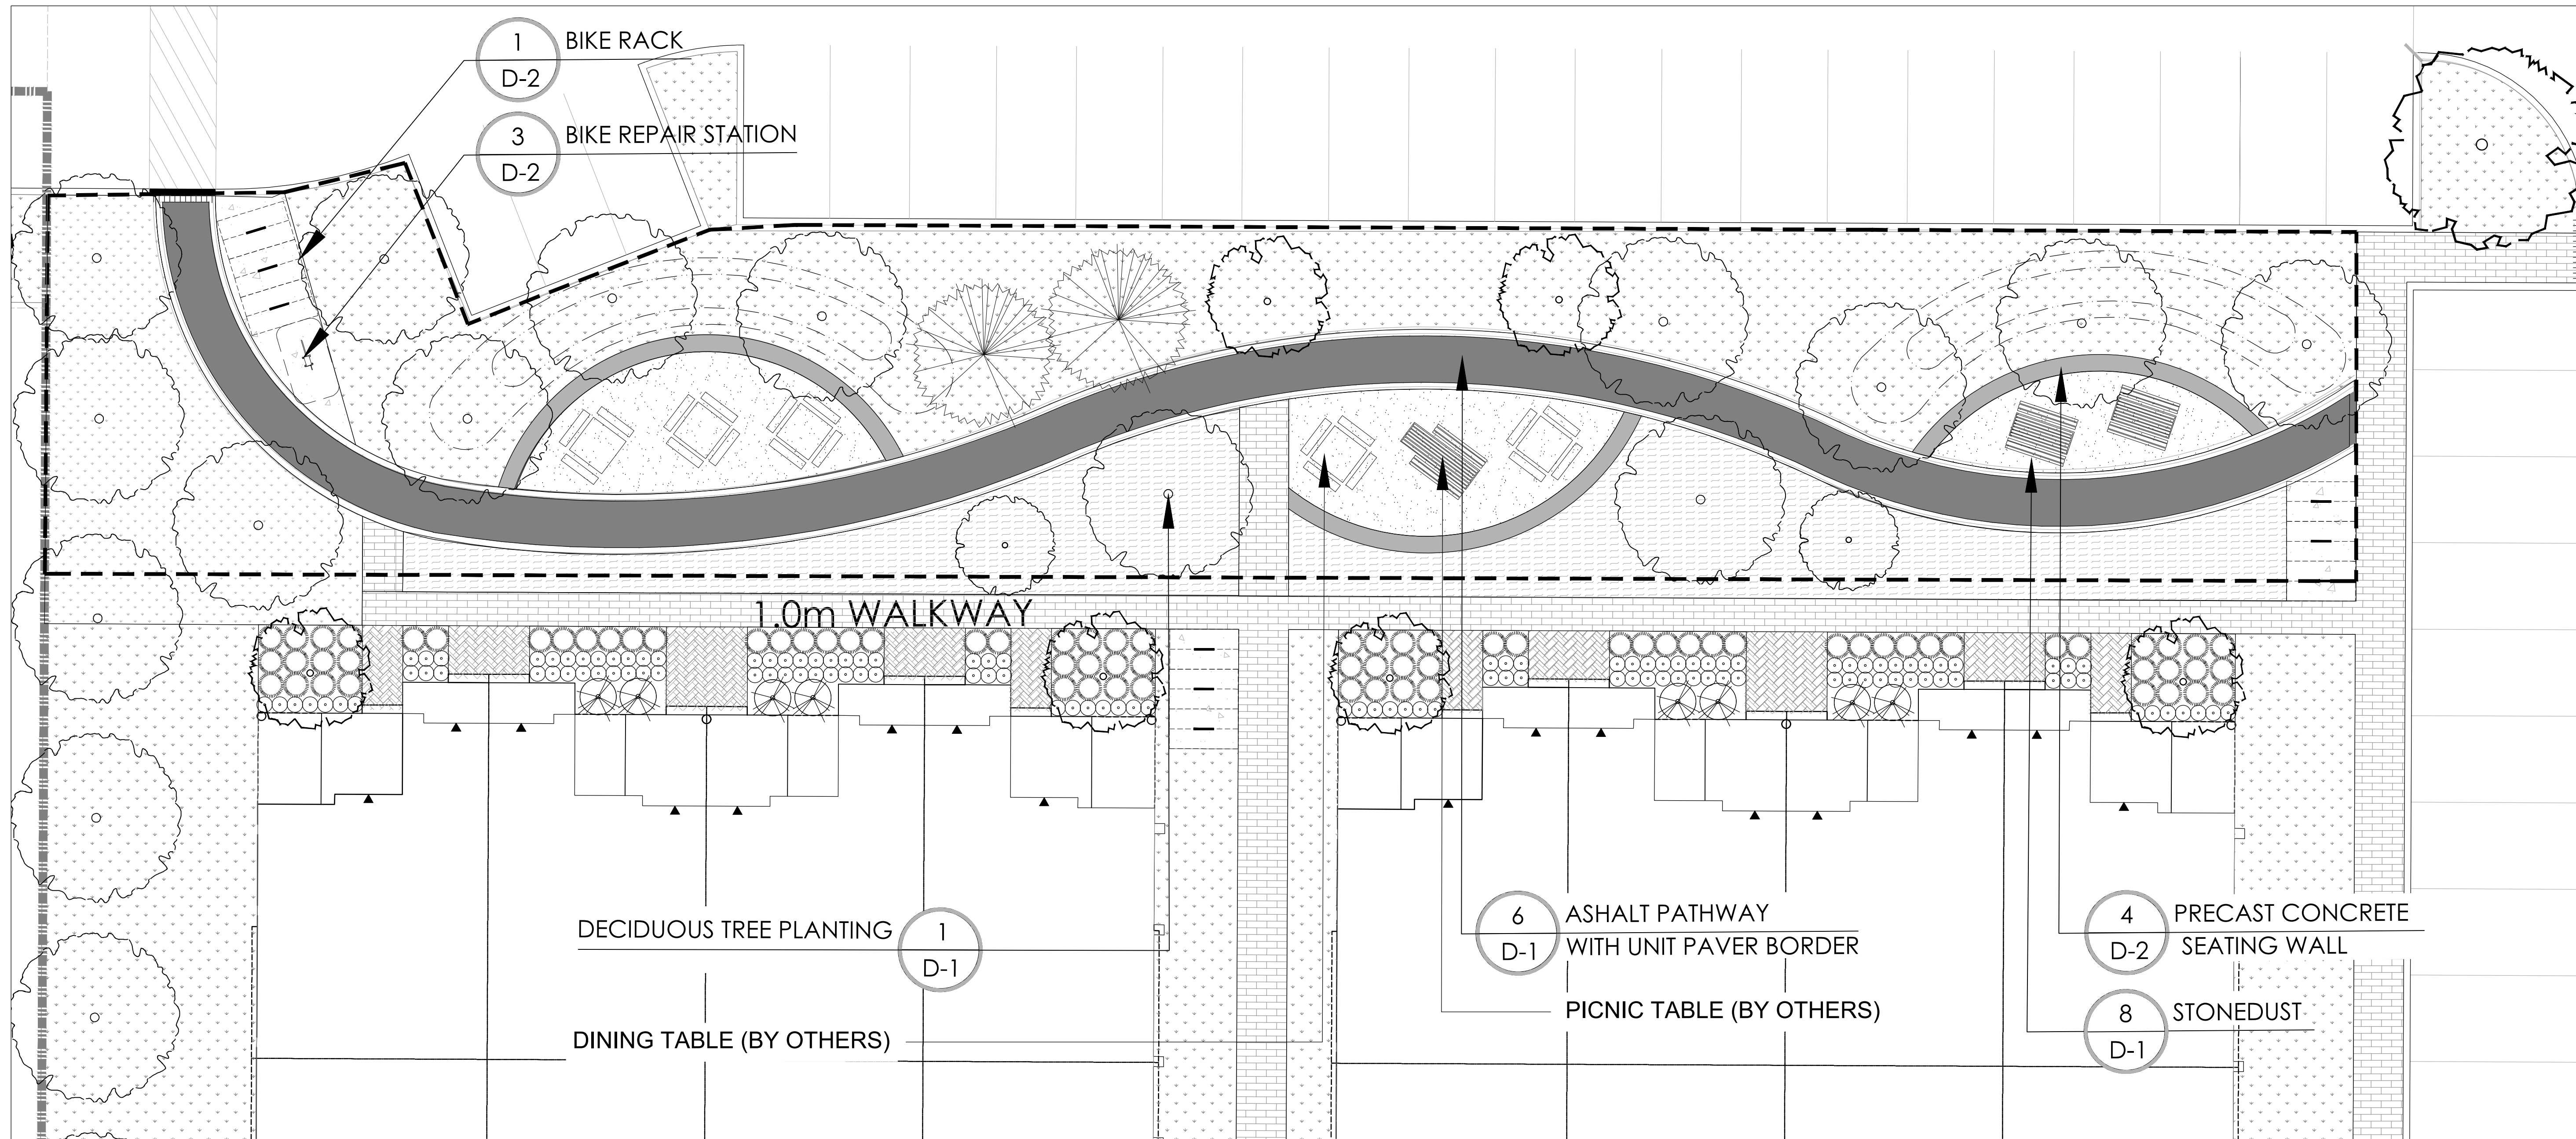 1 BIKE RACK
D-2
3 BIKE REPAIR STATION
D-2
1.0m WALKWAY
DECIDUOUS TREE PLANTING 1
D-1
DINING TABLE (BY OTHERS)
6 ASHALT PATHWAY
D-1 WITH UNIT PAVER BORDER
PICNIC TABLE (BY OTHERS)
4 PRECAST CONCRETE
D-2 SEATING WALL
8 STONEDUST
D-1